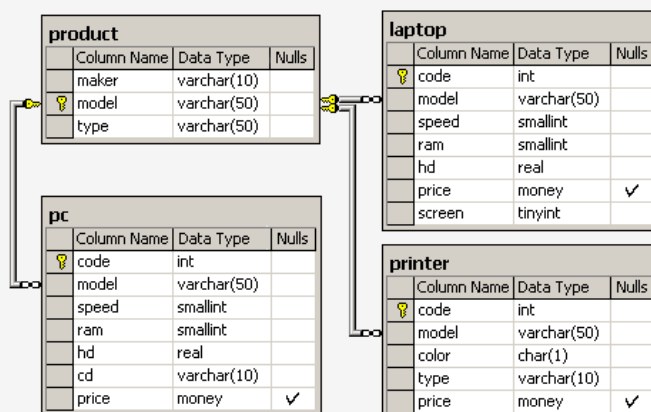 product
Column Name Data Type Nulls
maker varchar(10)
model varchar(50)
type varchar(50)
laptop
Column Name Data Type Nulls
code int
model varchar(50)
speed smallint
ram smallint
hd real
price money ✓
screen tinyint
pc
Column Name Data Type Nulls
code int
model varchar(50)
speed smallint
ram smallint
hd real
cd varchar(10)
price money ✓
printer
Column Name Data Type Nulls
code int
model varchar(50)
color char(1)
type varchar(10)
price money ✓